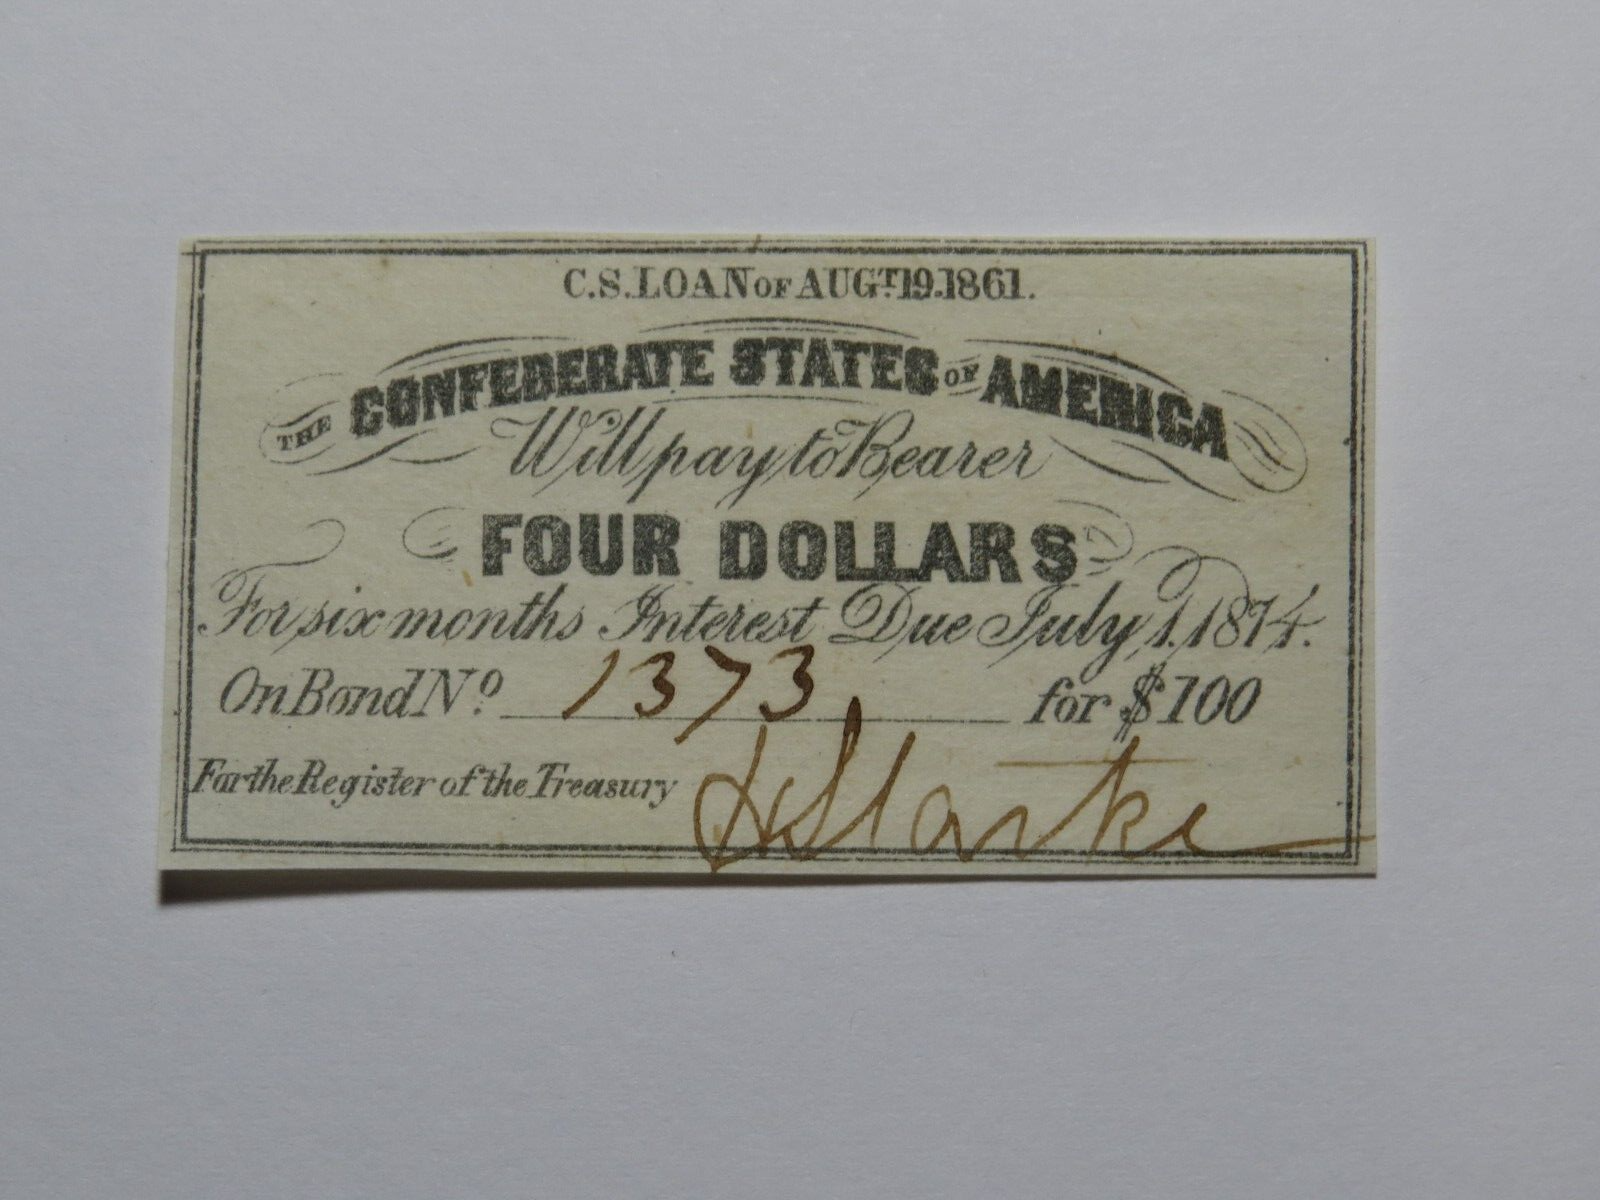 C.S. LOAN OF AUGT. 19. 1861.
THE CONFEDERATE STATES OF AMERICA
Will pay to Bearer
FOUR DOLLARS
For six months Interest Due July 1. 1874.
On Bond No. 1373 for $100
For the Register of the Treasury